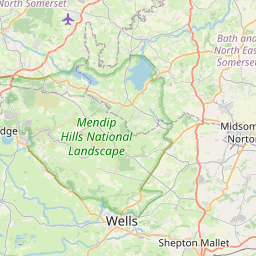 North Somerset
Bath and
North East
Somerset
Mendip
Hills National
Landscape
dge
Midsom
Norton
Wells
Shepton Mallet